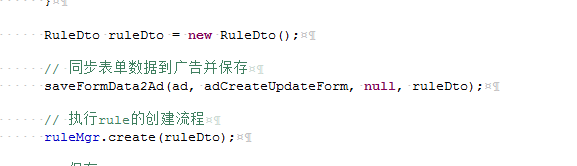 }
RuleDto ruleDto = new RuleDto();
// 同步表单数据到广告并保存
saveFormData2Ad(ad, adCreateUpdateForm, null, ruleDto);
// 执行rule的创建流程
ruleMgr.create(ruleDto);